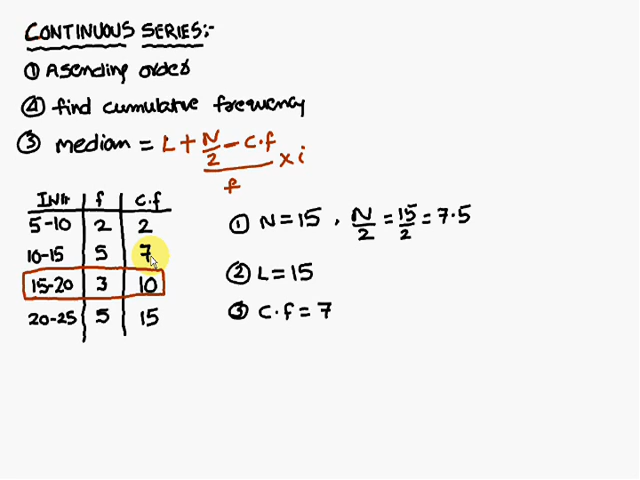 CONTINUOUS SERIES:-
① Asending order
② find cumulative frequency
③ median = L + N/2 - C.f / f × i
INtr f C.f
5-10 2 2
10-15 5 7
15-20 3 10
20-25 5 15
① N = 15 , N/2 = 15/2 = 7.5
② L = 15
③ C.f = 7